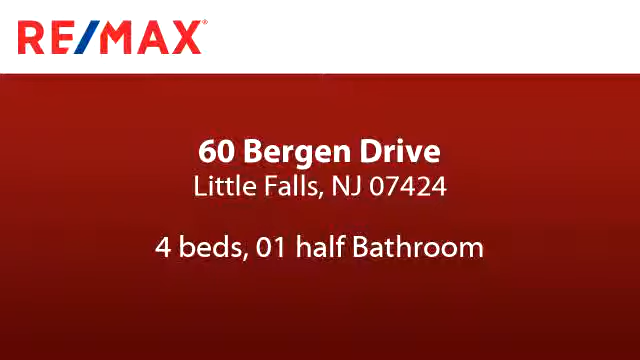 RE/MAX®
60 Bergen Drive
Little Falls, NJ 07424
4 beds, 01 half Bathroom